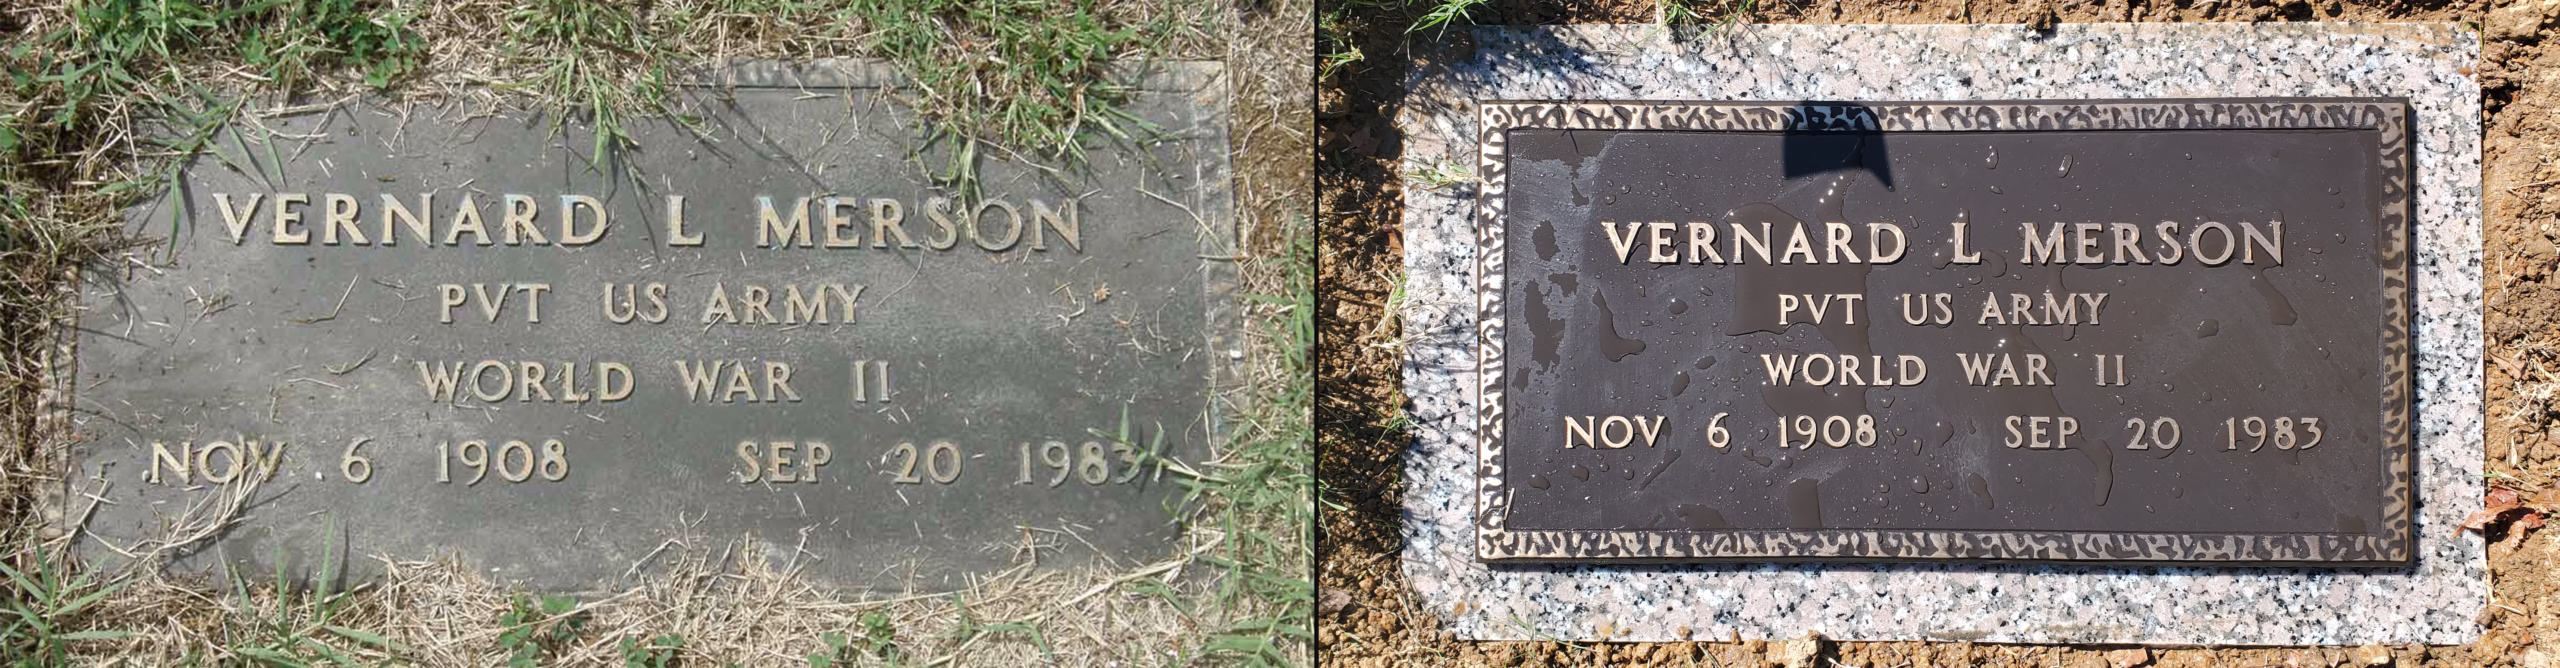 VERNARD L MERSON
PVT US ARMY
WORLD WAR II
NOV 6 1908 SEP 20 1983
VERNARD L MERSON
PVT US ARMY
WORLD WAR II
NOV 6 1908 SEP 20 1983